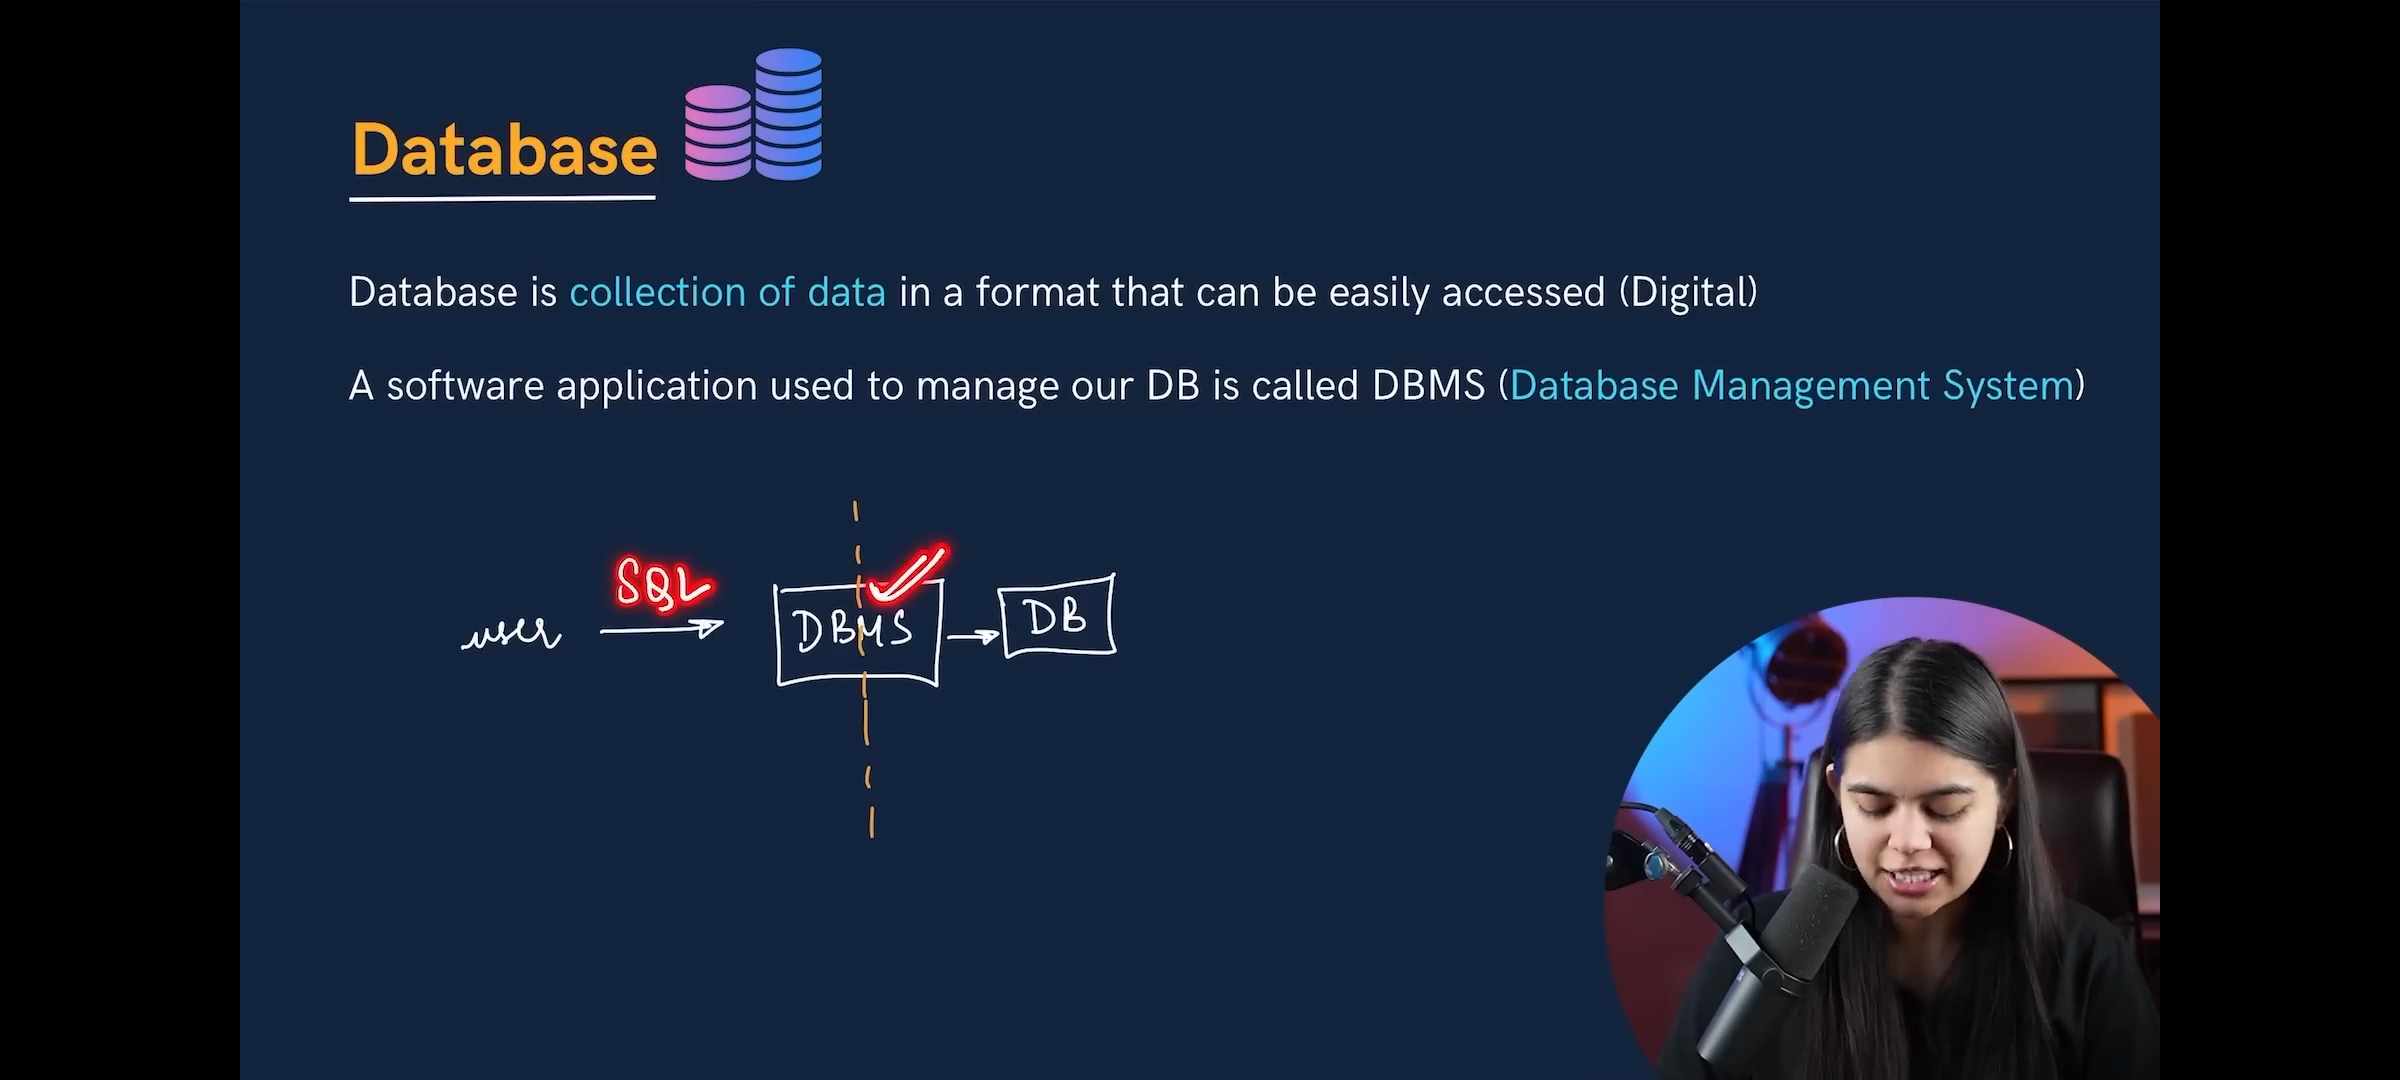 Database
Database is collection of data in a format that can be easily accessed (Digital)
A software application used to manage our DB is called DBMS (Database Management System)
user SQL DBMS DB